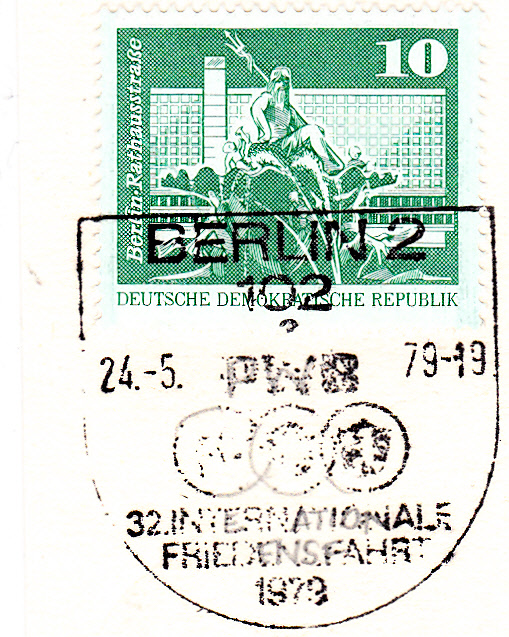 10
Berlin·Rathausstraße
BERLIN 2
102
DEUTSCHE DEMOKRATISCHE REPUBLIK
24.-5. PWB 79-19
32.INTERNATIONALE
FRIEDENSFAHRT
1979